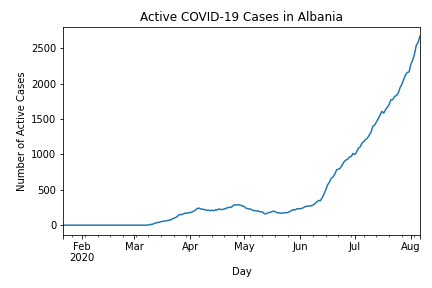 Active COVID-19 Cases in Albania
2500
2000
1500
1000
500
0
Number of Active Cases
Feb Mar Apr May Jun Jul Aug
2020
Day